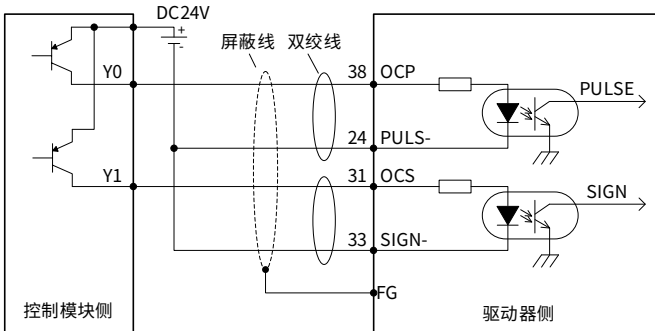 DC24V
+
-
屏蔽线 双绞线
Y0
38 OCP
PULSE
24 PULS-
Y1
31 OCS
SIGN
33 SIGN-
FG
控制模块侧
驱动器侧